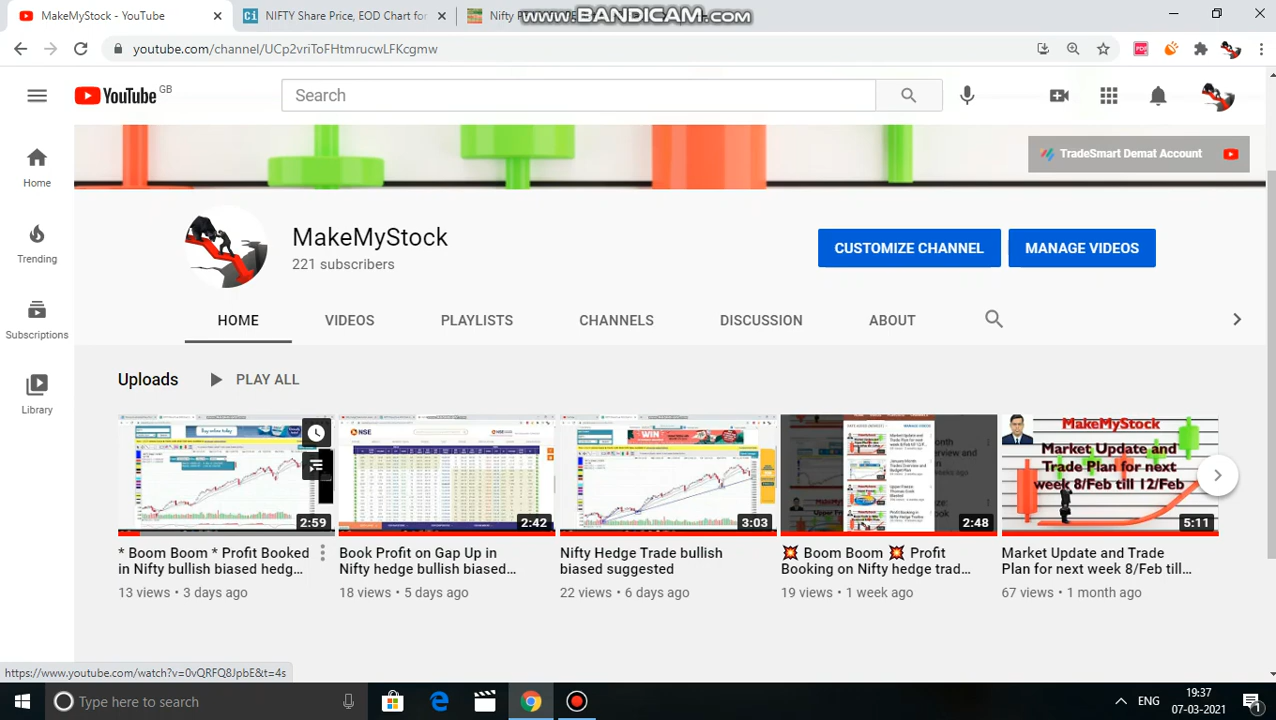 MakeMyStock - YouTube
NIFTY Share Price, EOD Chart for
Nifty
www.BANDICAM.com
youtube.com/channel/UCp2vriToFHtmrucwLFKcgmw
PDF
YouTube GB
Search
TradeSmart Demat Account
Home
Trending
Subscriptions
Library
MakeMyStock
221 subscribers
CUSTOMIZE CHANNEL
MANAGE VIDEOS
HOME
VIDEOS
PLAYLISTS
CHANNELS
DISCUSSION
ABOUT
Uploads
PLAY ALL
2:59
NSE
2:42
WIN
3:03
2:48
MakeMyStock
Market Update and
Trade Plan for next
week 8/Feb till 12/Feb
5:11
* Boom Boom * Profit Booked
in Nifty bullish biased hedg...
13 views • 3 days ago
Book Profit on Gap Up in
Nifty hedge bullish biased...
18 views • 5 days ago
Nifty Hedge Trade bullish
biased suggested
22 views • 6 days ago
💥 Boom Boom 💥 Profit
Booking on Nifty hedge trad...
19 views • 1 week ago
Market Update and Trade
Plan for next week 8/Feb till...
67 views • 1 month ago
https://www.youtube.com/watch?v=0vQRFQ8JpbE&t=4s
Type here to search
ENG
19:37
07-03-2021
1